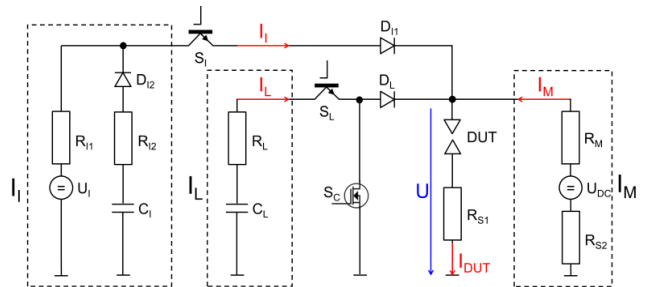 I_I
D_I1
S_I
D_I2
I_L
D_L
I_M
S_L
R_I1
R_I2
R_L
DUT
R_M
I_I
U_I
I_L
S_C
U
U_DC
I_M
C_I
C_L
R_S1
R_S2
I_DUT